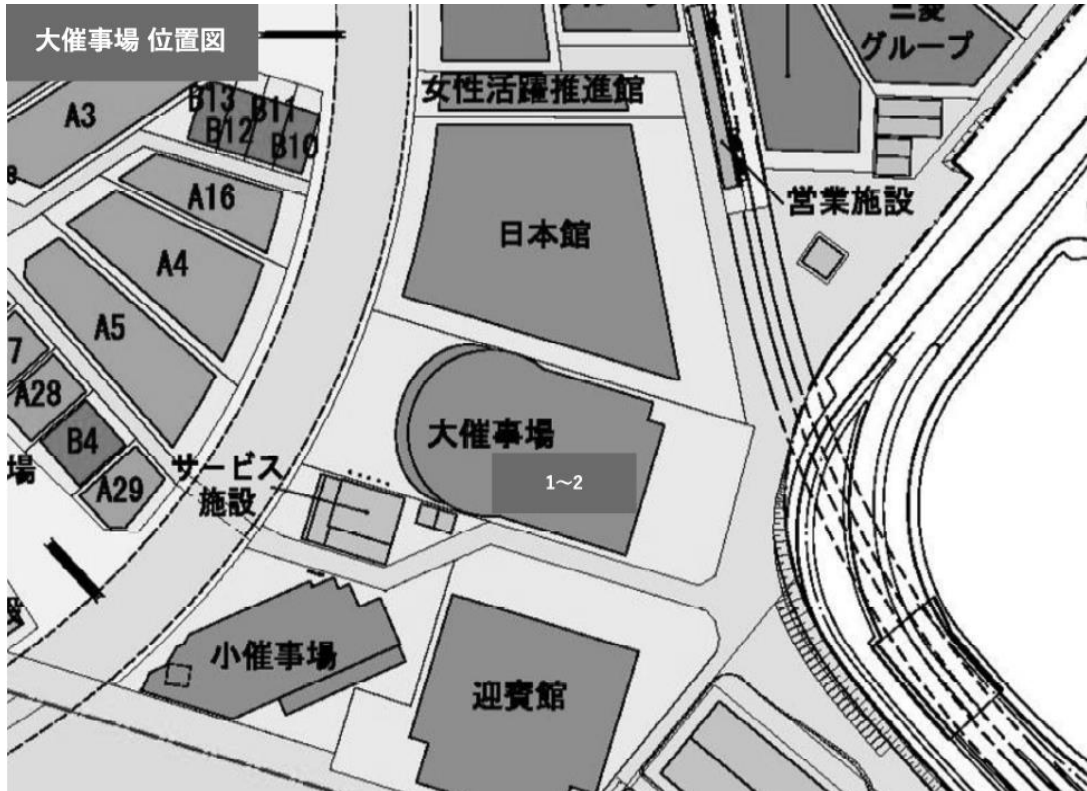 大催事場 位置図
三菱
グループ
女性活躍推進館
B13
B11
B12
B10
A3
A16
営業施設
日本館
A4
A5
7
A28
B4
大催事場
場
A29
サービス
施設
1〜2
小催事場
迎賓館